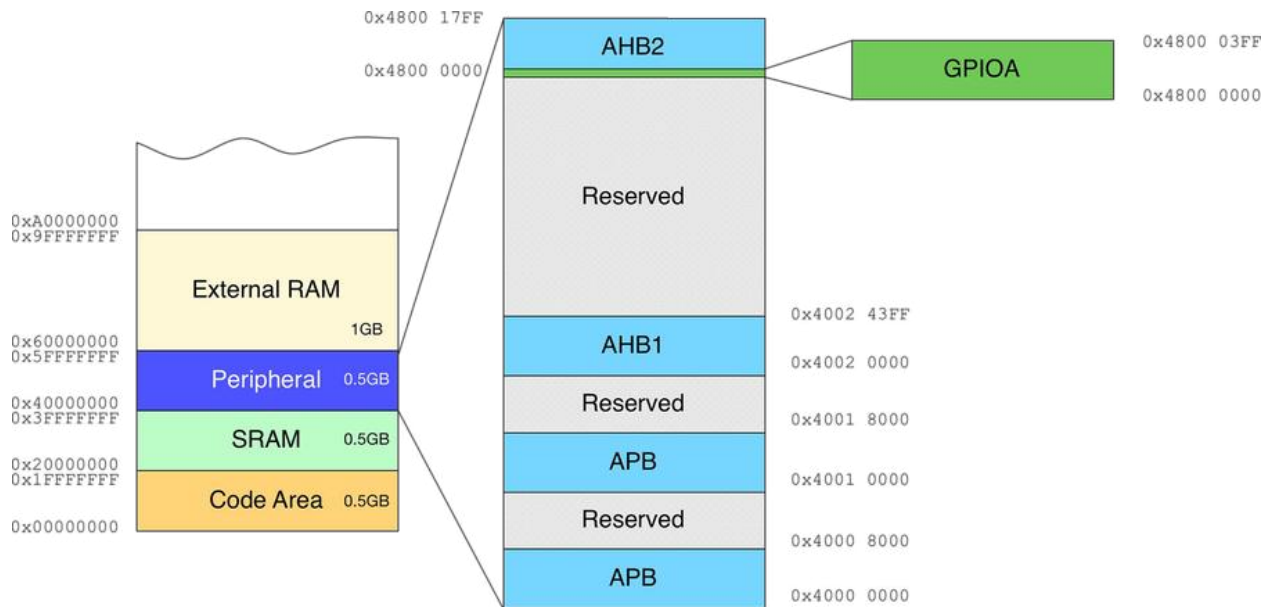 0x4800 17FF
AHB2
0x4800 0000
GPIOA
0x4800 03FF
0x4800 0000
0xA0000000
0x9FFFFFFF
External RAM
1GB
0x60000000
0x5FFFFFFF
Peripheral 0.5GB
0x40000000
0x3FFFFFFF
SRAM 0.5GB
0x20000000
0x1FFFFFFF
Code Area 0.5GB
0x00000000
Reserved
0x4002 43FF
AHB1
0x4002 0000
Reserved
0x4001 8000
APB
0x4001 0000
Reserved
0x4000 8000
APB
0x4000 0000